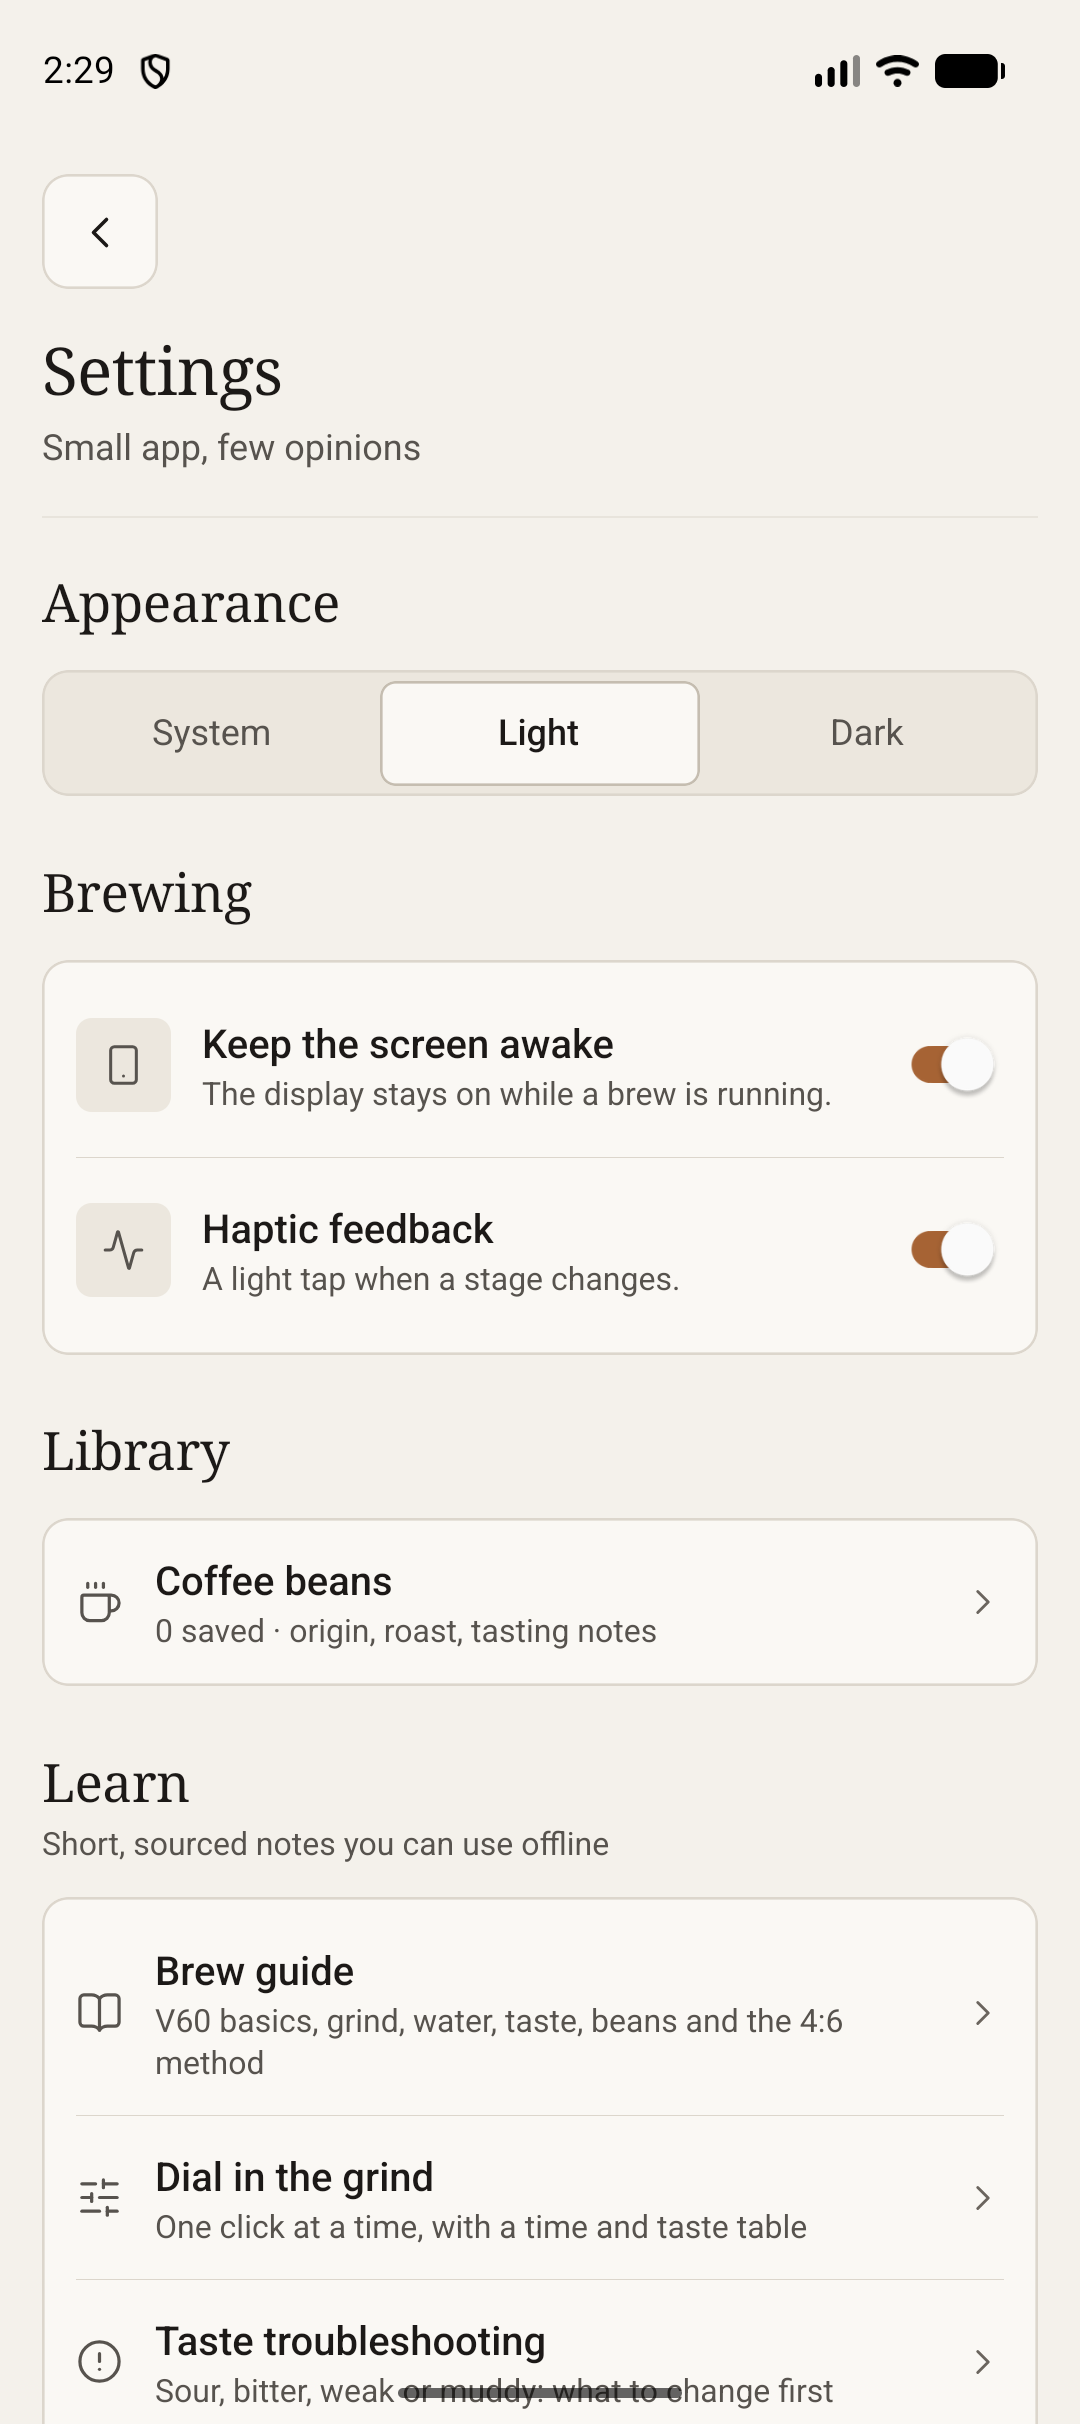 2:29
Settings
Small app, few opinions
Appearance
System
Light
Dark
Brewing
Keep the screen awake
The display stays on while a brew is running.
Haptic feedback
A light tap when a stage changes.
Library
Coffee beans
0 saved · origin, roast, tasting notes
Learn
Short, sourced notes you can use offline
Brew guide
V60 basics, grind, water, taste, beans and the 4:6
method
Dial in the grind
One click at a time, with a time and taste table
Taste troubleshooting
Sour, bitter, weak or muddy: what to change first